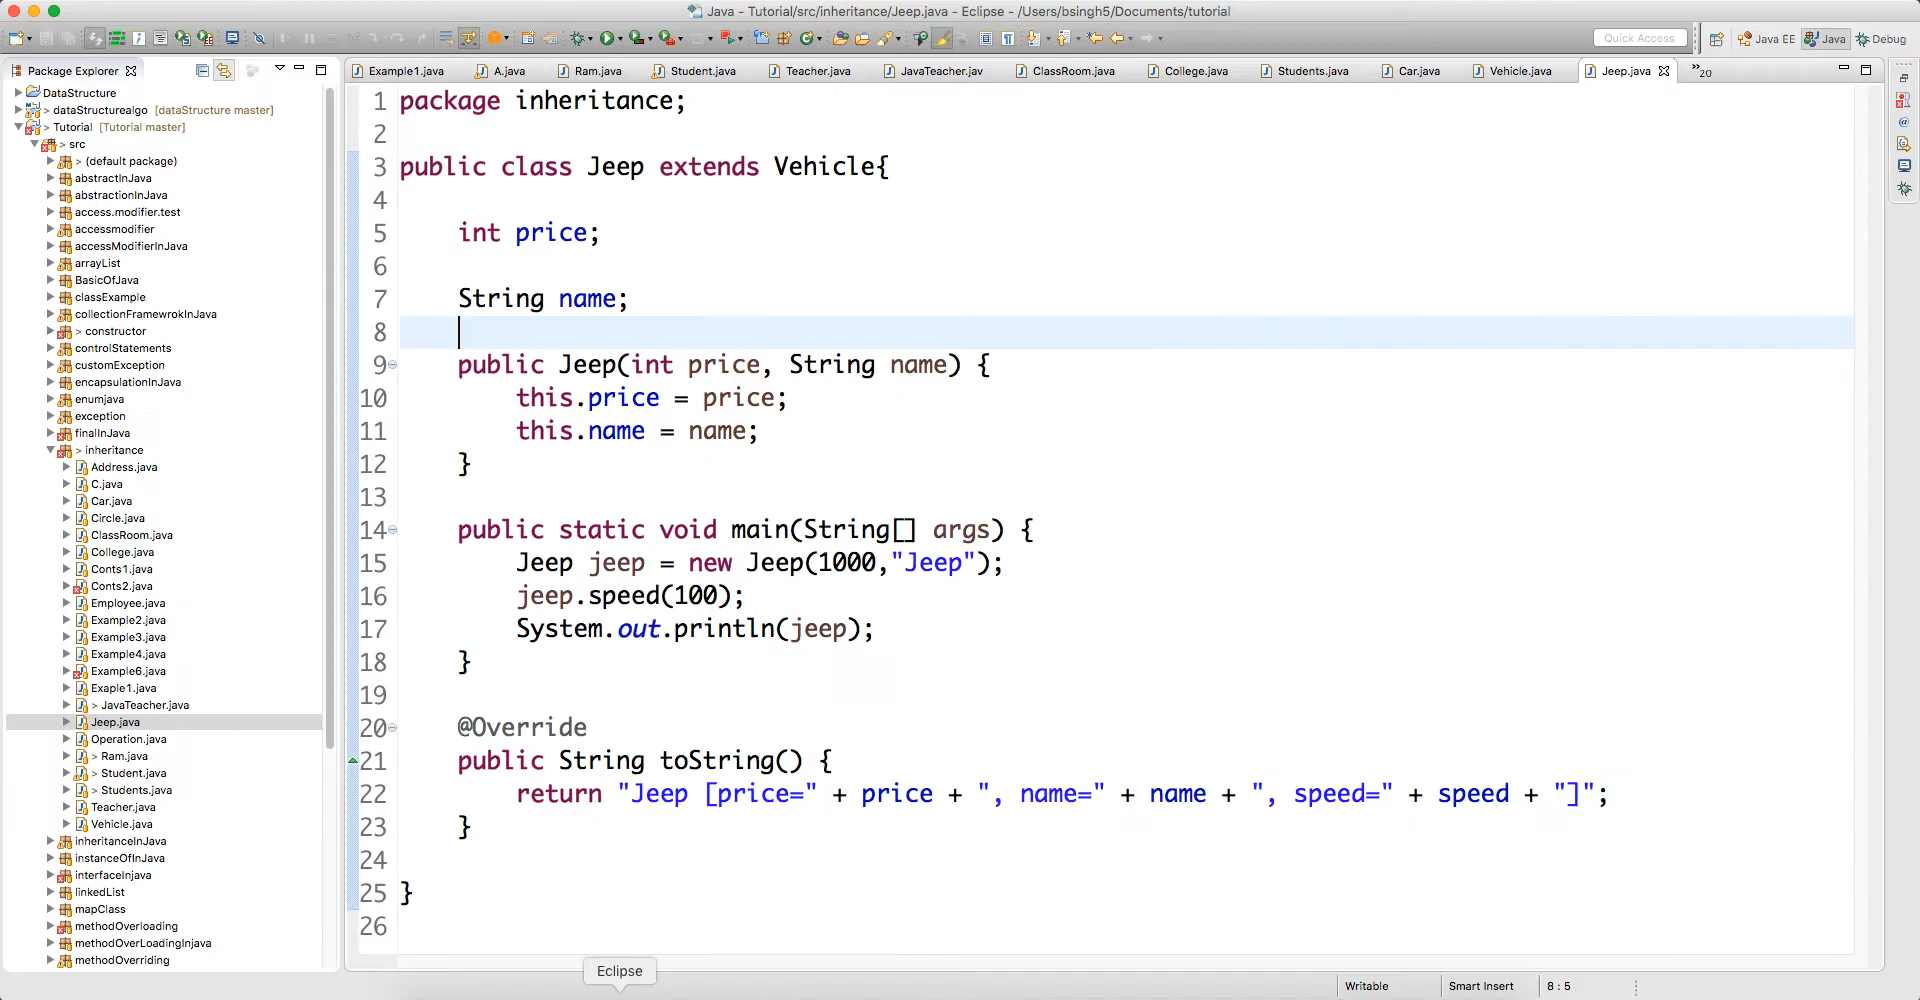 Java - Tutorial/src/inheritance/Jeep.java - Eclipse - /Users/bsingh5/Documents/tutorial
Quick Access
Java EE
Java
Debug
Package Explorer
Example1.java
A.java
Ram.java
Student.java
Teacher.java
JavaTeacher.jav
ClassRoom.java
College.java
Students.java
Car.java
Vehicle.java
Jeep.java
»20
DataStructure
> dataStructurealgo [dataStructure master]
> Tutorial [Tutorial master]
> src
> (default package)
abstractInJava
abstractionInJava
access.modifier.test
accessmodifier
accessModifierInJava
arrayList
BasicOfJava
classExample
collectionFramewrokInJava
> constructor
controlStatements
customException
encapsulationInJava
enumjava
exception
finalInJava
> inheritance
Address.java
C.java
Car.java
Circle.java
ClassRoom.java
College.java
Conts1.java
Conts2.java
Employee.java
Example2.java
Example3.java
Example4.java
Example6.java
Exaple1.java
> JavaTeacher.java
Jeep.java
Operation.java
> Ram.java
> Student.java
> Students.java
Teacher.java
Vehicle.java
inheritanceInJava
instanceOfInJava
interfaceInjava
linkedList
mapClass
methodOverloading
methodOverLoadingInjava
methodOverriding
1 package inheritance;
2
3 public class Jeep extends Vehicle{
4
5 int price;
6
7 String name;
8
9 public Jeep(int price, String name) {
10 this.price = price;
11 this.name = name;
12 }
13
14 public static void main(String[] args) {
15 Jeep jeep = new Jeep(1000,"Jeep");
16 jeep.speed(100);
17 System.out.println(jeep);
18 }
19
20 @Override
21 public String toString() {
22 return "Jeep [price=" + price + ", name=" + name + ", speed=" + speed + "]";
23 }
24
25 }
26
Eclipse
Writable
Smart Insert
8 : 5